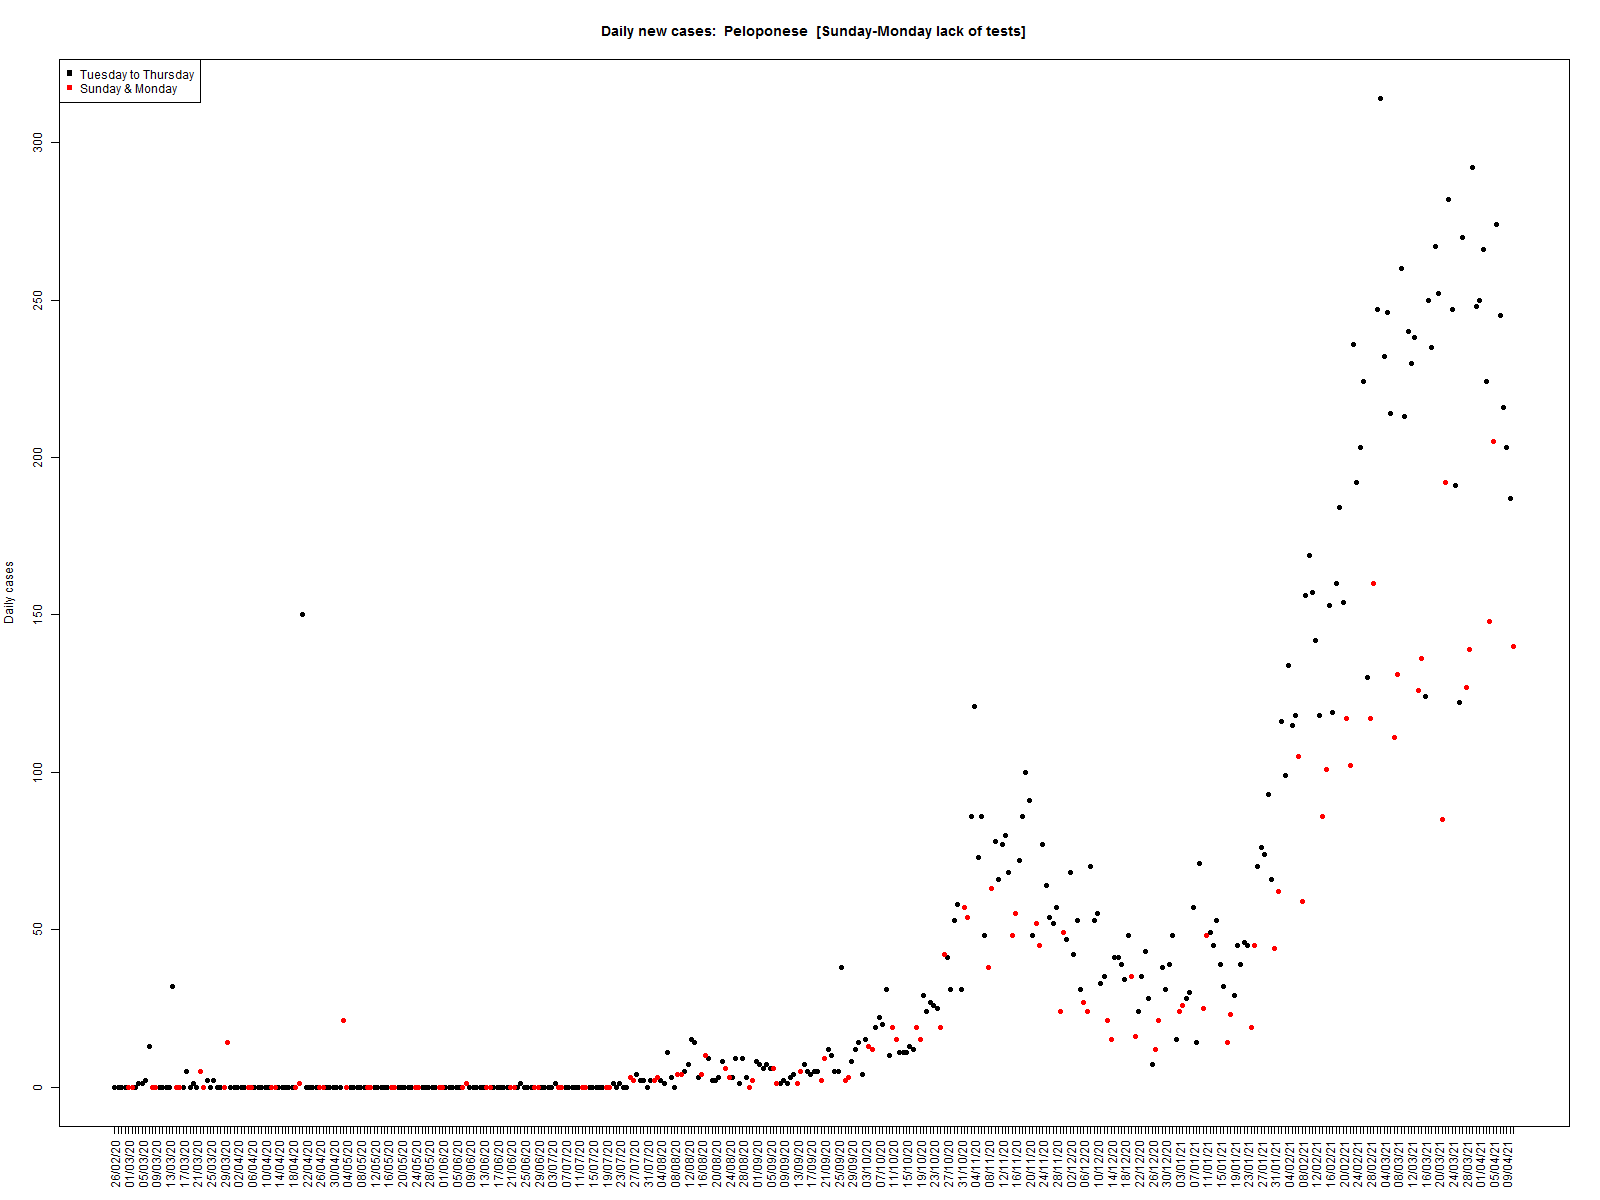 Daily new cases:  Peloponese  [Sunday-Monday lack of tests]
Tuesday to Thursday
Sunday & Monday
Daily cases
300
250
200
150
100
50
0
26/02/20 01/03/20 05/03/20 09/03/20 13/03/20 17/03/20 21/03/20 25/03/20 29/03/20 02/04/20 06/04/20 10/04/20 14/04/20 18/04/20 22/04/20 26/04/20 30/04/20 04/05/20 08/05/20 12/05/20 16/05/20 20/05/20 24/05/20 28/05/20 01/06/20 05/06/20 09/06/20 13/06/20 17/06/20 21/06/20 25/06/20 29/06/20 03/07/20 07/07/20 11/07/20 15/07/20 19/07/20 23/07/20 27/07/20 31/07/20 04/08/20 08/08/20 12/08/20 16/08/20 20/08/20 24/08/20 28/08/20 01/09/20 05/09/20 09/09/20 13/09/20 17/09/20 21/09/20 25/09/20 29/09/20 03/10/20 07/10/20 11/10/20 15/10/20 19/10/20 23/10/20 27/10/20 31/10/20 04/11/20 08/11/20 12/11/20 16/11/20 20/11/20 24/11/20 28/11/20 02/12/20 06/12/20 10/12/20 14/12/20 18/12/20 22/12/20 26/12/20 30/12/20 03/01/21 07/01/21 11/01/21 15/01/21 19/01/21 23/01/21 27/01/21 31/01/21 04/02/21 08/02/21 12/02/21 16/02/21 20/02/21 24/02/21 28/02/21 04/03/21 08/03/21 12/03/21 16/03/21 20/03/21 24/03/21 28/03/21 01/04/21 05/04/21 09/04/21